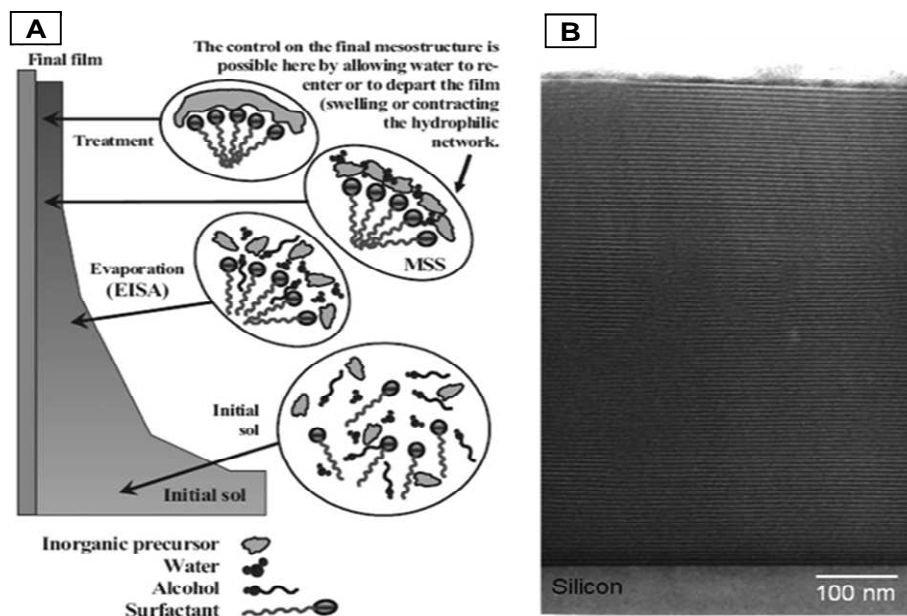 A
Final film
The control on the final mesostructure is
possible here by allowing water to re-
enter or to depart the film
(swelling or contracting
the hydrophilic
network.
Treatment
MSS
Evaporation
(EISA)
Initial
sol
Initial sol
Inorganic precursor
Water
Alcohol
Surfactant
B
Silicon
100 nm